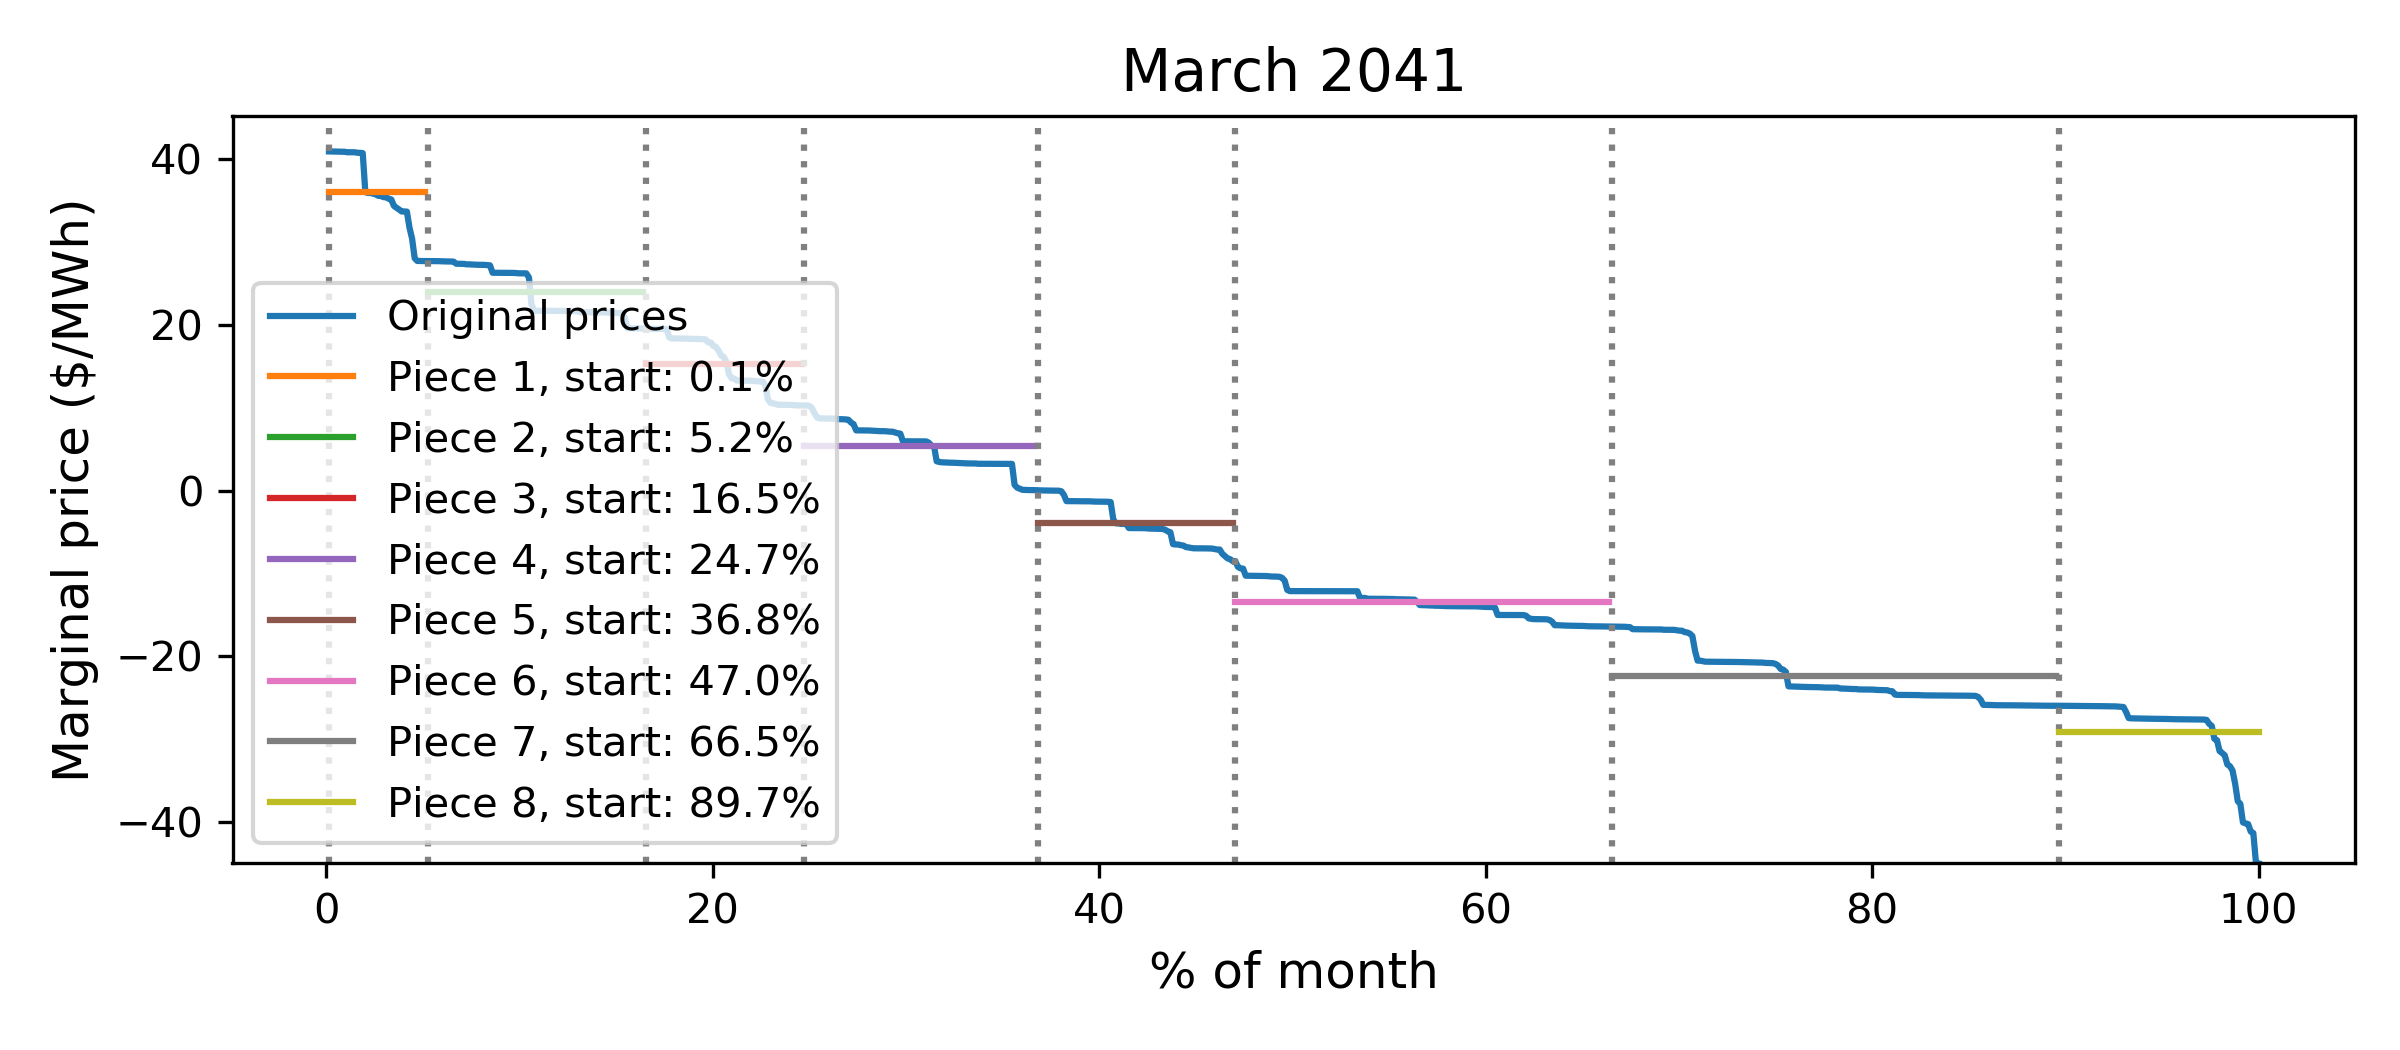 March 2041
Marginal price ($/MWh)
40
20
0
−20
−40
Original prices
Piece 1, start: 0.1%
Piece 2, start: 5.2%
Piece 3, start: 16.5%
Piece 4, start: 24.7%
Piece 5, start: 36.8%
Piece 6, start: 47.0%
Piece 7, start: 66.5%
Piece 8, start: 89.7%
0 20 40 60 80 100
% of month